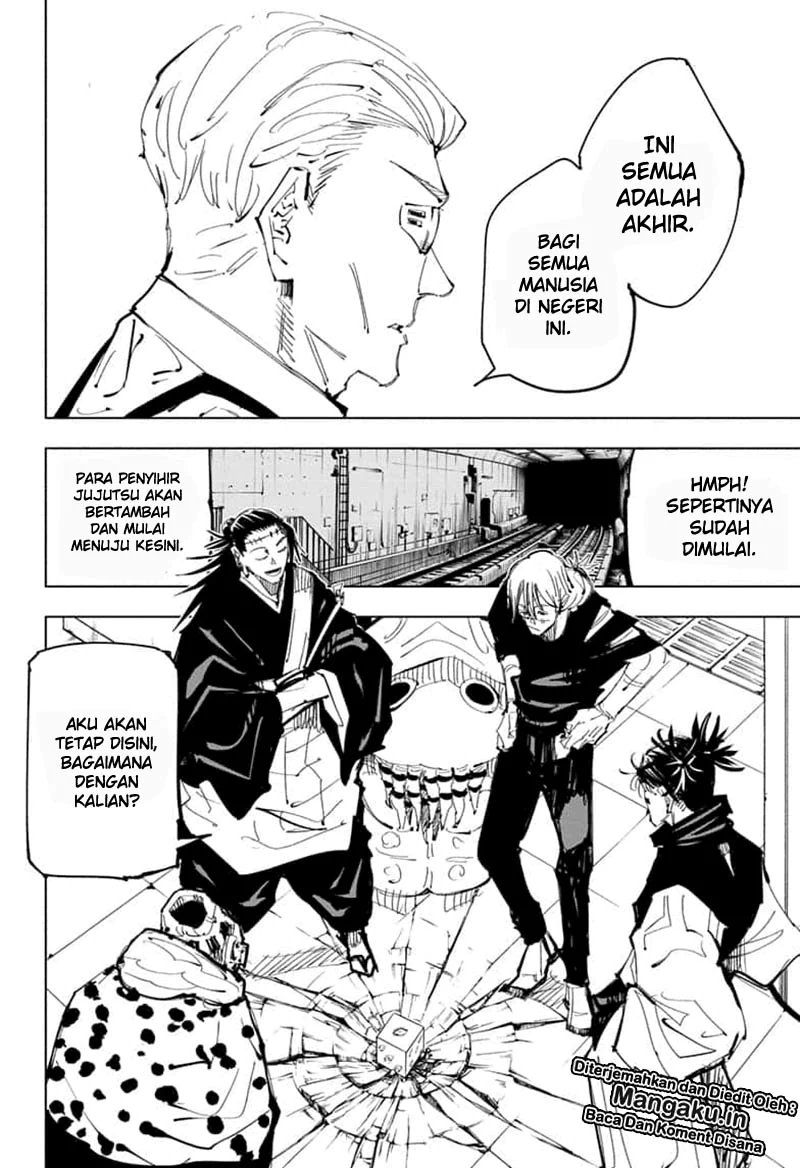 INI
SEMUA
ADALAH
AKHIR.
BAGI
SEMUA
MANUSIA
DI NEGERI
INI.
HMPH!
SEPERTINYA
SUDAH
DIMULAI.
PARA PENYIHIR
JUJUTSU AKAN
BERTAMBAH
DAN MULAI
MENUJU KESINI.
AKU AKAN
TETAP DISINI,
BAGAIMANA
DENGAN
KALIAN?
Diterjemahkan dan Diedit Oleh :
Mangaku.in
Baca Dan Koment Disana